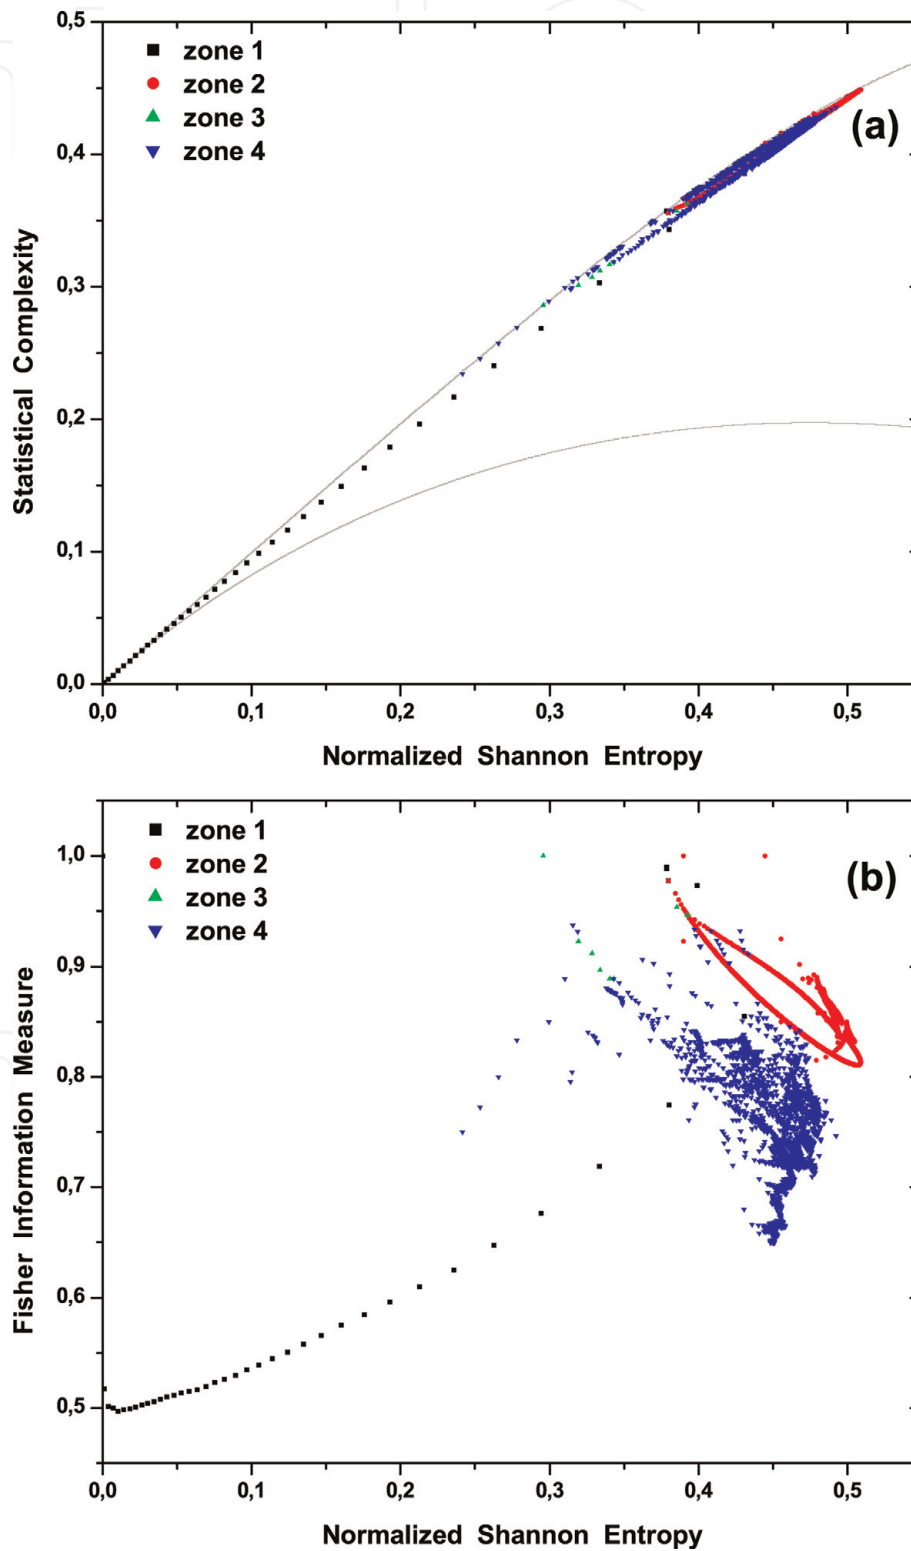 0,5
zone 1
zone 2
zone 3
zone 4
(a)
0,4
0,3
0,2
0,1
0,0
Statistical Complexity
0,0 0,1 0,2 0,3 0,4 0,5
Normalized Shannon Entropy
zone 1
zone 2
zone 3
zone 4
(b)
1,0
0,9
0,8
0,7
0,6
0,5
Fisher Information Measure
0,0 0,1 0,2 0,3 0,4 0,5
Normalized Shannon Entropy